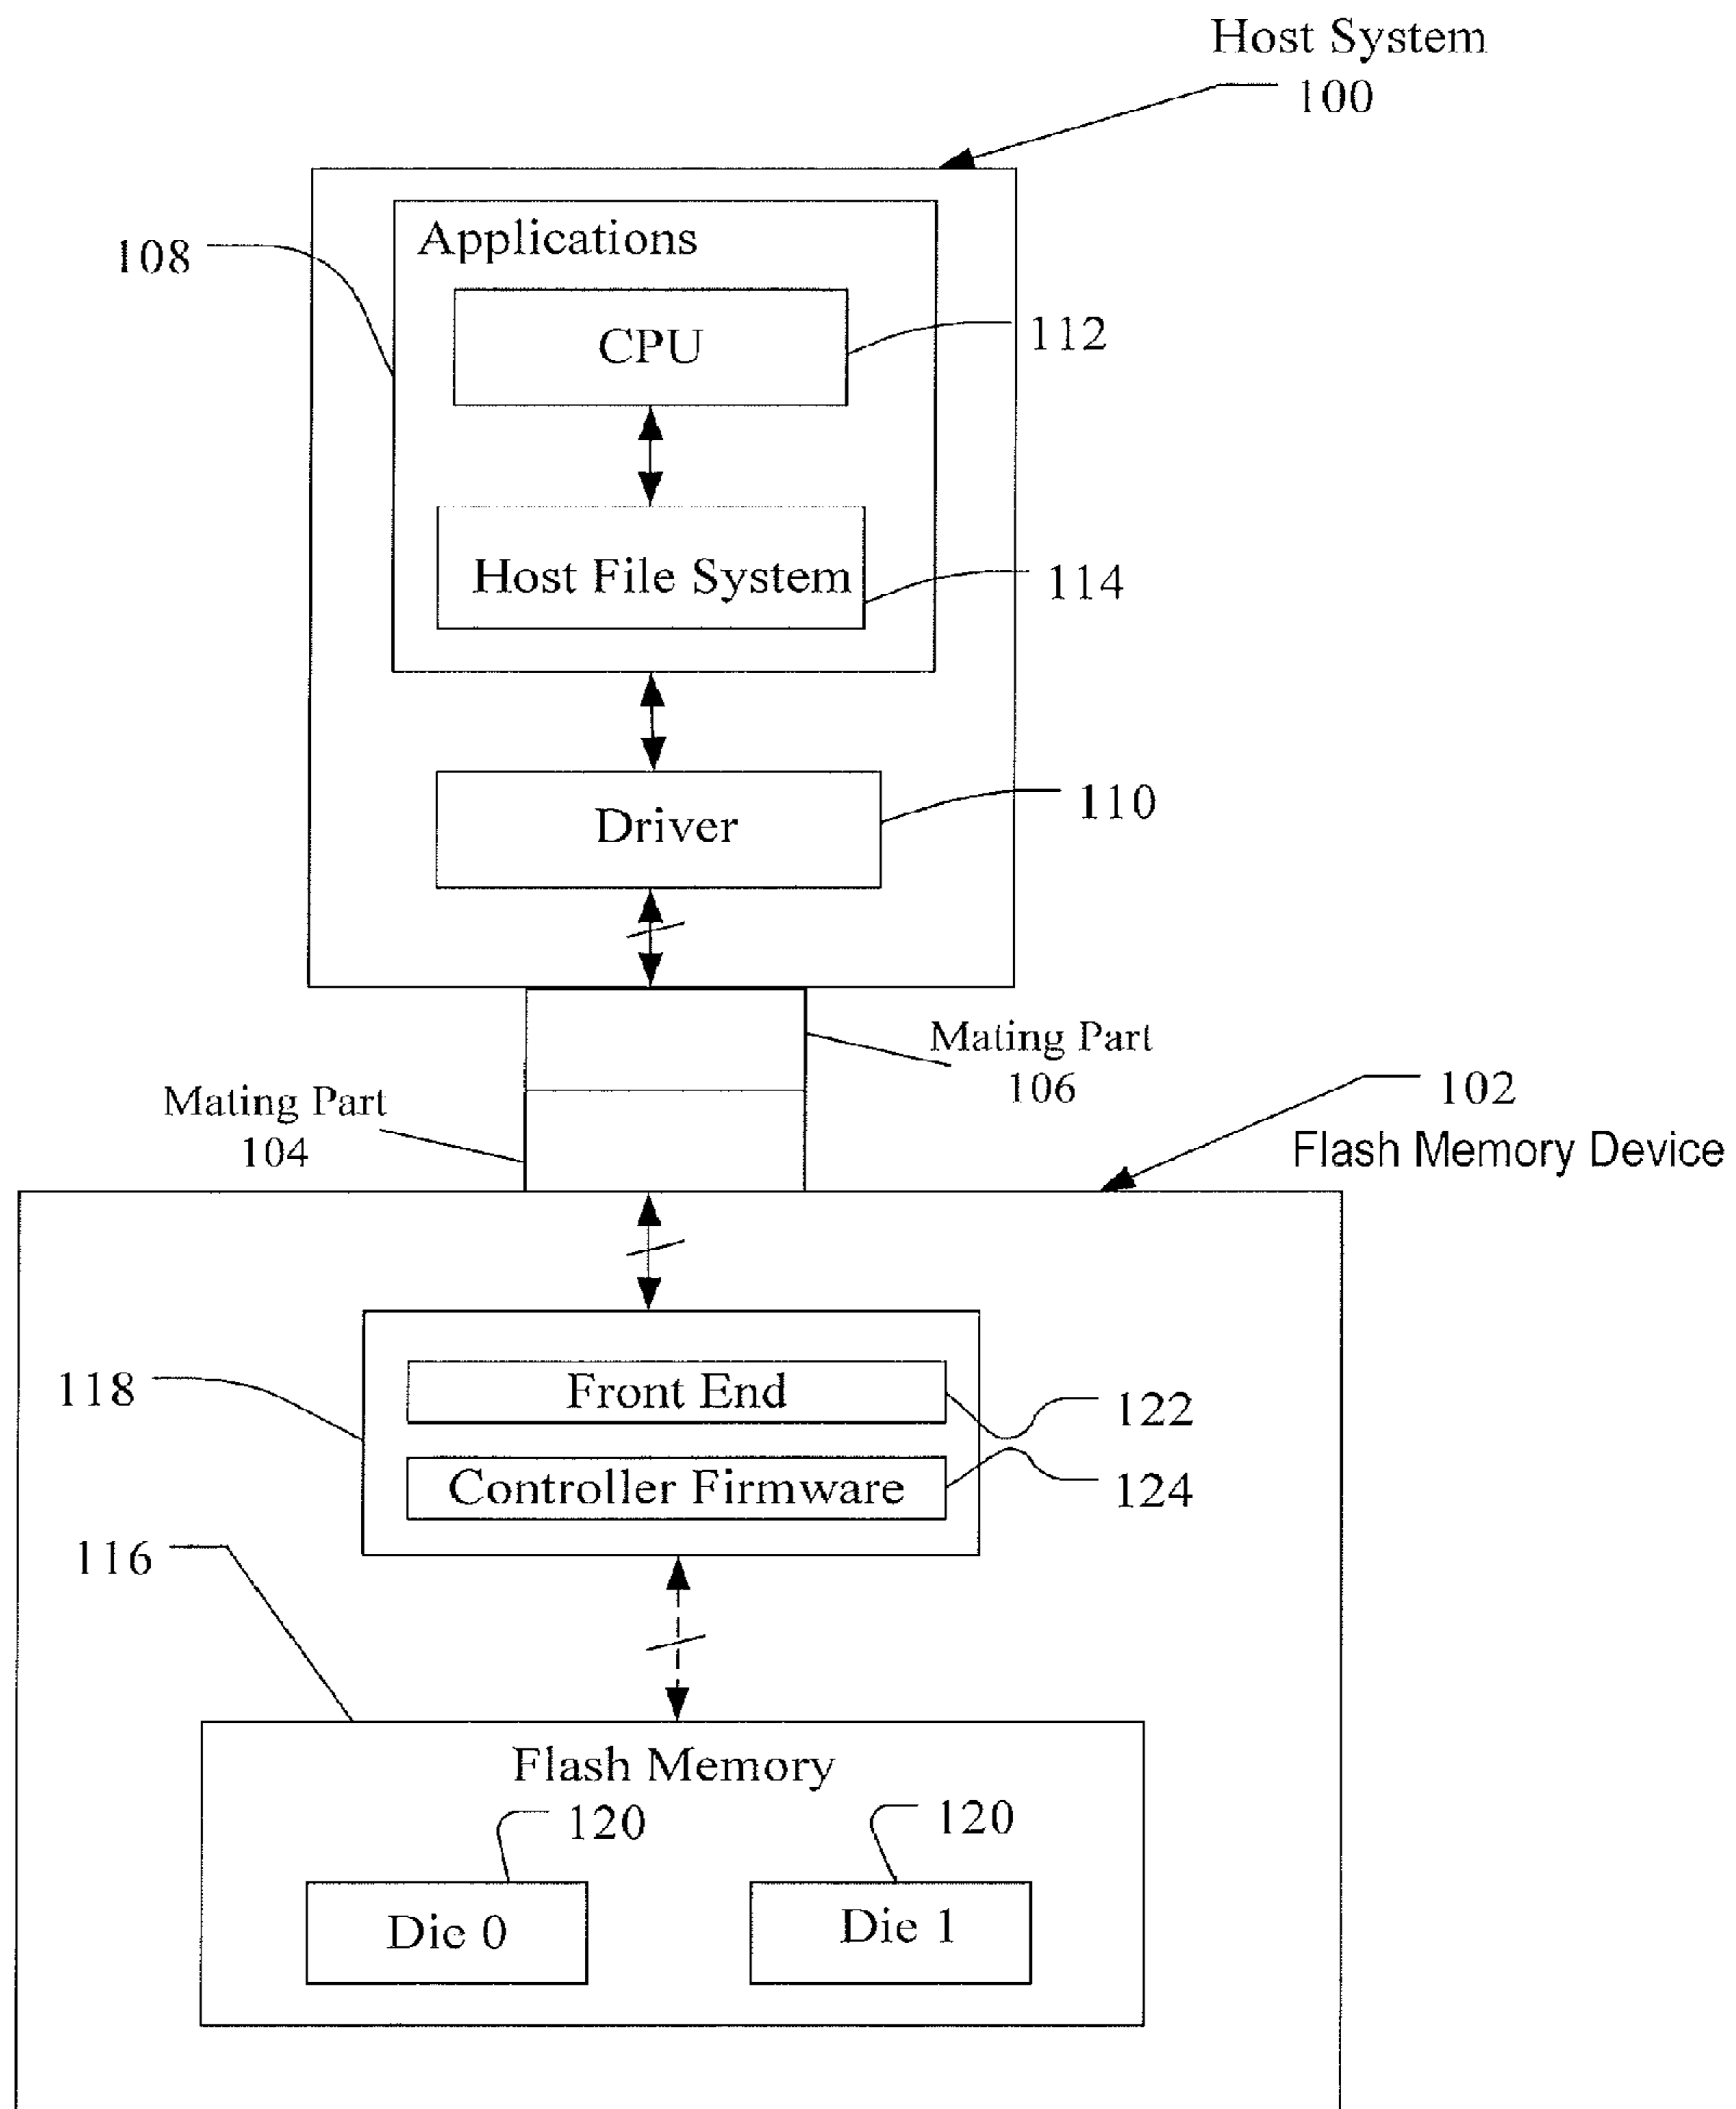 Host System
100
108
Applications
CPU
112
Host File System
114
Driver
110
Mating Part
106
Mating Part
104
102
Flash Memory Device
118
Front End
122
Controller Firmware
124
116
Flash Memory
120
120
Die 0
Die 1